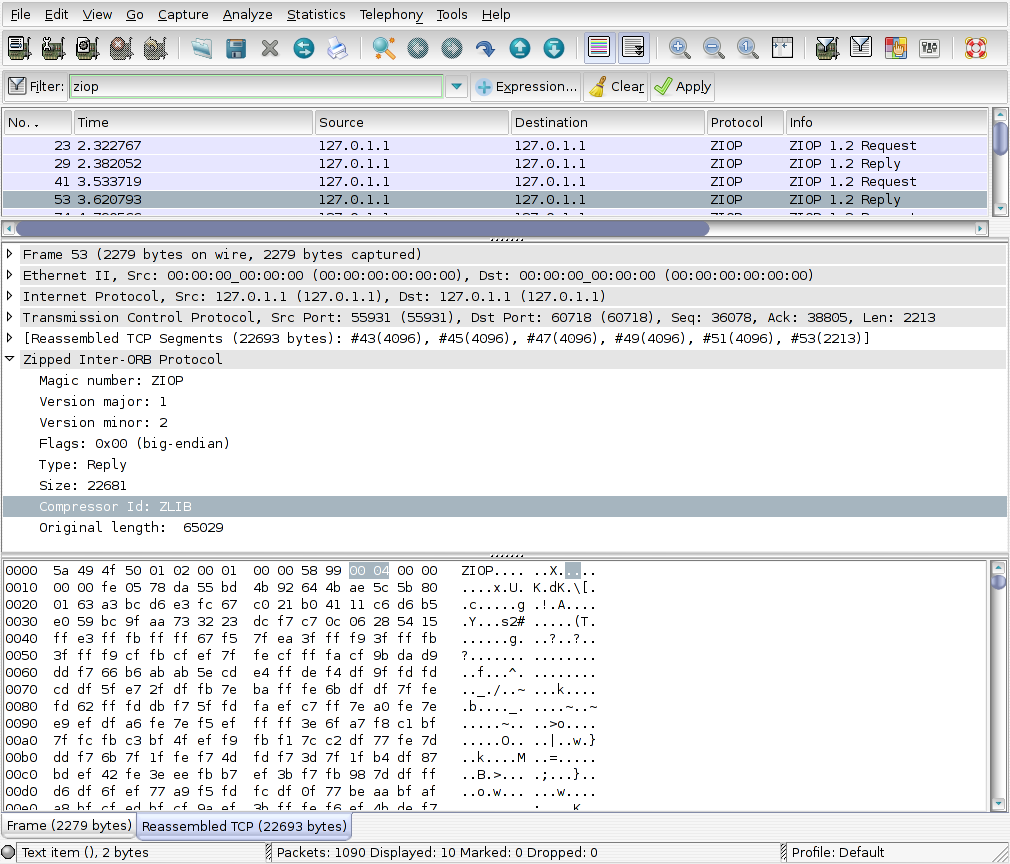 File Edit View Go Capture Analyze Statistics Telephony Tools Help
Filter: ziop Expression... Clear Apply
No. . Time Source Destination Protocol Info
23 2.322767 127.0.1.1 127.0.1.1 ZIOP ZIOP 1.2 Request
29 2.382052 127.0.1.1 127.0.1.1 ZIOP ZIOP 1.2 Reply
41 3.533719 127.0.1.1 127.0.1.1 ZIOP ZIOP 1.2 Request
53 3.620793 127.0.1.1 127.0.1.1 ZIOP ZIOP 1.2 Reply
Frame 53 (2279 bytes on wire, 2279 bytes captured)
Ethernet II, Src: 00:00:00_00:00:00 (00:00:00:00:00:00), Dst: 00:00:00_00:00:00 (00:00:00:00:00:00)
Internet Protocol, Src: 127.0.1.1 (127.0.1.1), Dst: 127.0.1.1 (127.0.1.1)
Transmission Control Protocol, Src Port: 55931 (55931), Dst Port: 60718 (60718), Seq: 36078, Ack: 38805, Len: 2213
[Reassembled TCP Segments (22693 bytes): #43(4096), #45(4096), #47(4096), #49(4096), #51(4096), #53(2213)]
Zipped Inter-ORB Protocol
Magic number: ZIOP
Version major: 1
Version minor: 2
Flags: 0x00 (big-endian)
Type: Reply
Size: 22681
Compressor Id: ZLIB
Original length: 65029
0000 5a 49 4f 50 01 02 00 01 00 00 58 99 00 04 00 00 ZIOP.... ..X.....
0010 00 00 fe 05 78 da 55 bd 4b 92 64 4b ae 5c 5b 80 ....x.U. K.dK.\[.
0020 01 63 a3 bc d6 e3 fc 67 c0 21 b0 41 11 c6 d6 b5 .c.....g .!.A....
0030 e0 59 bc 9f aa 73 32 23 dc f7 c7 0c 06 28 54 15 .Y...s2# .....(T.
0040 ff e3 ff fb ff ff 67 f5 7f ea 3f ff f9 3f ff fb ......g. ..?..?..
0050 3f ff f9 cf fb cf ef 7f fe cf ff fa cf 9b da d9 ?....... ........
0060 dd f7 66 b6 ab ab 5e cd e4 ff de f4 df 9f fd fd ..f...^. ........
0070 cd dd 5f e7 2f df fb 7e ba ff fe 6b df df 7f fe .._./..~ ...k....
0080 fd 62 ff fd db f7 5f fd fa ef c7 ff 7e a0 fe 7e .b...._. ....~..~
0090 e9 ef df a6 fe 7e f5 ef ff ff 3e 6f a7 f8 c1 bf .....~.. ..>o....
00a0 7f fc fb c3 bf 4f ef f9 fb f1 7c c2 df 77 fe 7d .....O.. ..|..w.}
00b0 dd f7 6b 7f 1f fe f7 4d fd f7 3d 7f 1f b4 df 87 ..k....M ..=.....
00c0 bd ef 42 fe 3e ee fb b7 ef 3b f7 fb 98 7d df ff ..B.>... .;...}..
00d0 d6 df 6f ef 77 a9 f5 fd fc df 0f 77 be aa bf af ..o.w... ...w....
00e0 a8 bf cf ed bf cf 9a ef 3b ff fe f6 ef 4b de f7
Frame (2279 bytes) Reassembled TCP (22693 bytes)
Text item (), 2 bytes Packets: 1090 Displayed: 10 Marked: 0 Dropped: 0 Profile: Default